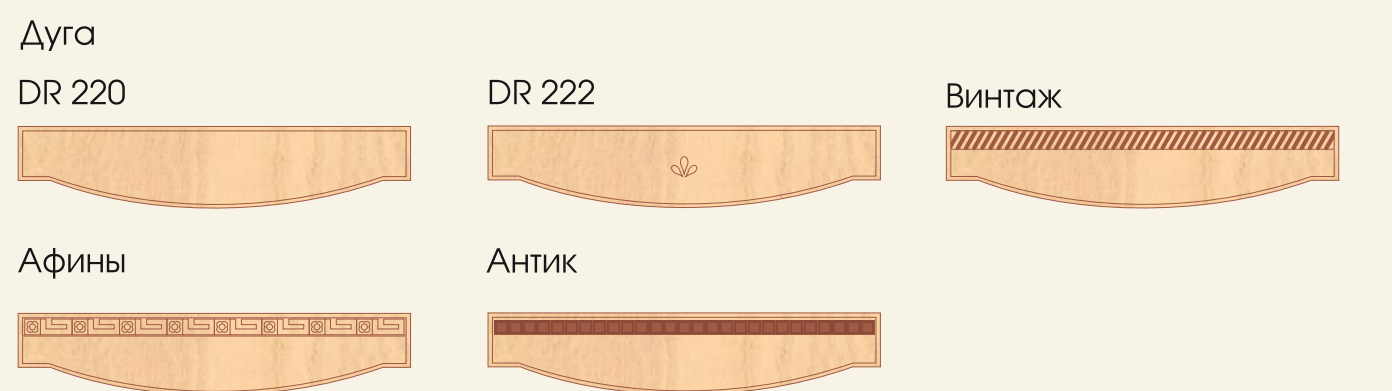 Дуга
DR 220
DR 222
Винтаж
Афины
Антик